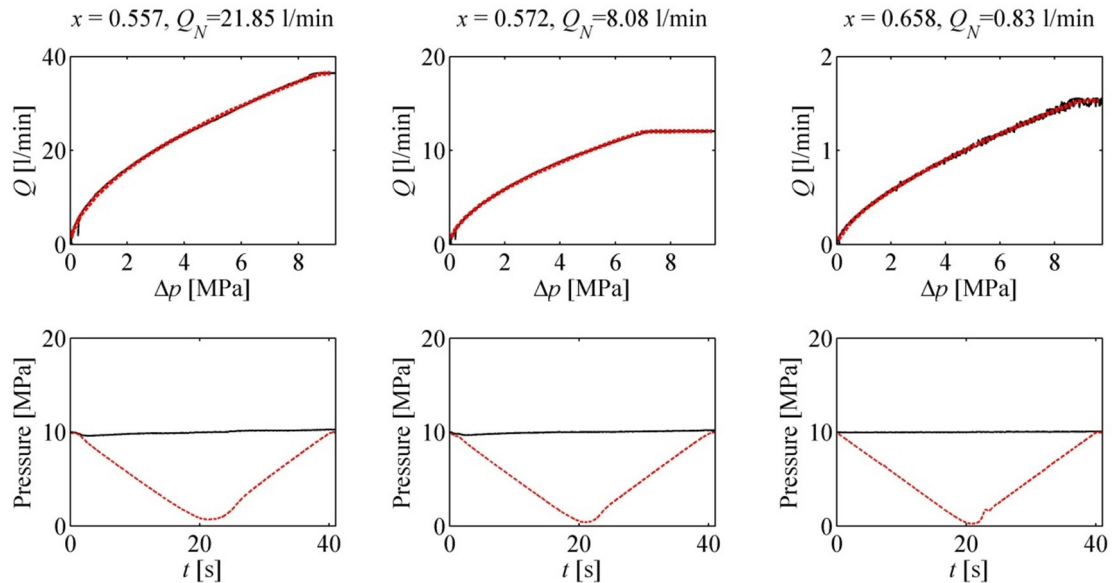 x = 0.557, Q_N=21.85 l/min
x = 0.572, Q_N=8.08 l/min
x = 0.658, Q_N=0.83 l/min
Q [l/min]
40
20
0
0 2 4 6 8
Δp [MPa]
Q [l/min]
20
10
0
0 2 4 6 8
Δp [MPa]
Q [l/min]
2
1
0
0 2 4 6 8
Δp [MPa]
Pressure [MPa]
20
10
0
0 20 40
t [s]
Pressure [MPa]
20
10
0
0 20 40
t [s]
Pressure [MPa]
20
10
0
0 20 40
t [s]